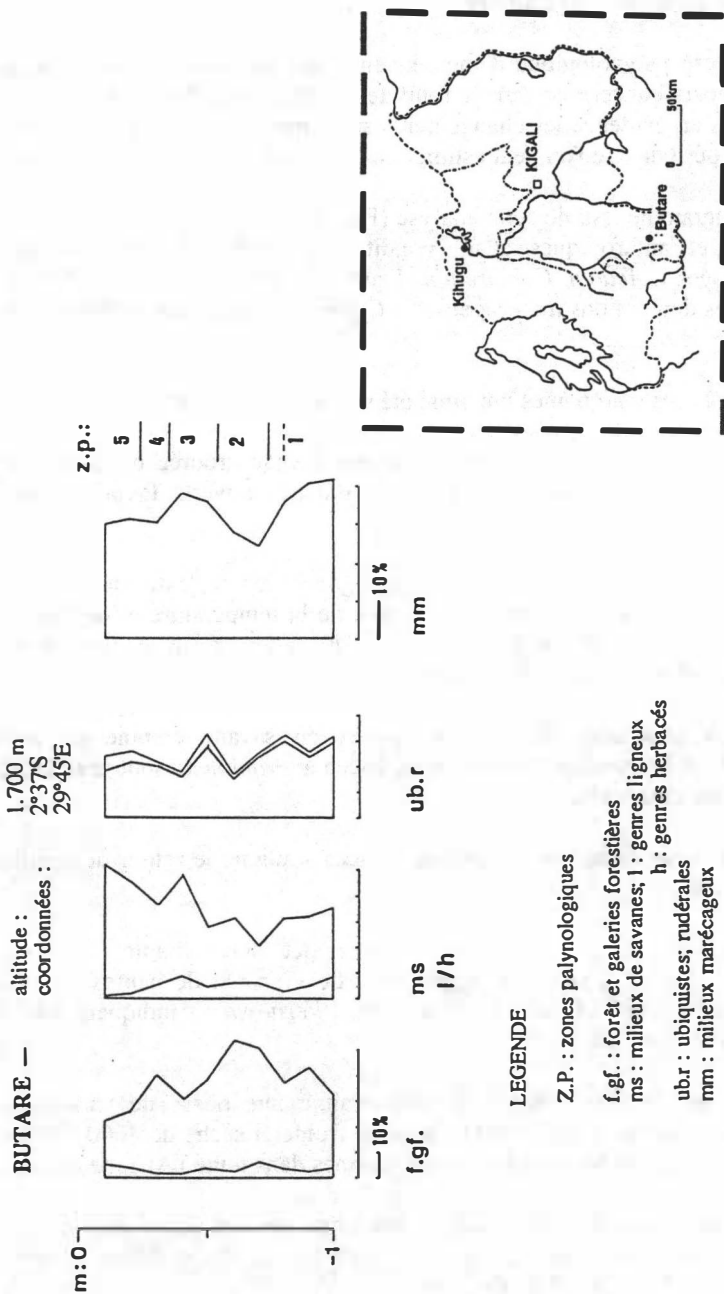 BUTARE —
altitude : 1.700 m
coordonnées : 2°37'S
29°45'E
z.p.:
5
4
3
2
1
m:0
-1
10%
f.gf.
ms
l/h
ub.r
10%
mm
LEGENDE
Z.P. : zones palynologiques
f.gf. : forêt et galeries forestières
ms : milieux de savanes; l : genres ligneux
h : genres herbacés
ub.r : ubiquistes; rudérales
mm : milieux marécageux
Kihugu
KIGALI
Butare
0 50km